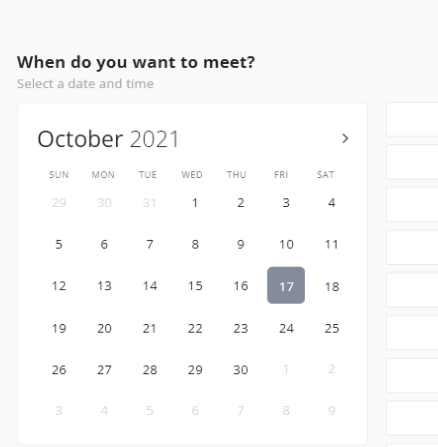 When do you want to meet?
Select a date and time
October 2021
SUN MON TUE WED THU FRI SAT
29 30 31 1 2 3 4
5 6 7 8 9 10 11
12 13 14 15 16 17 18
19 20 21 22 23 24 25
26 27 28 29 30 1 2
3 4 5 6 7 8 9